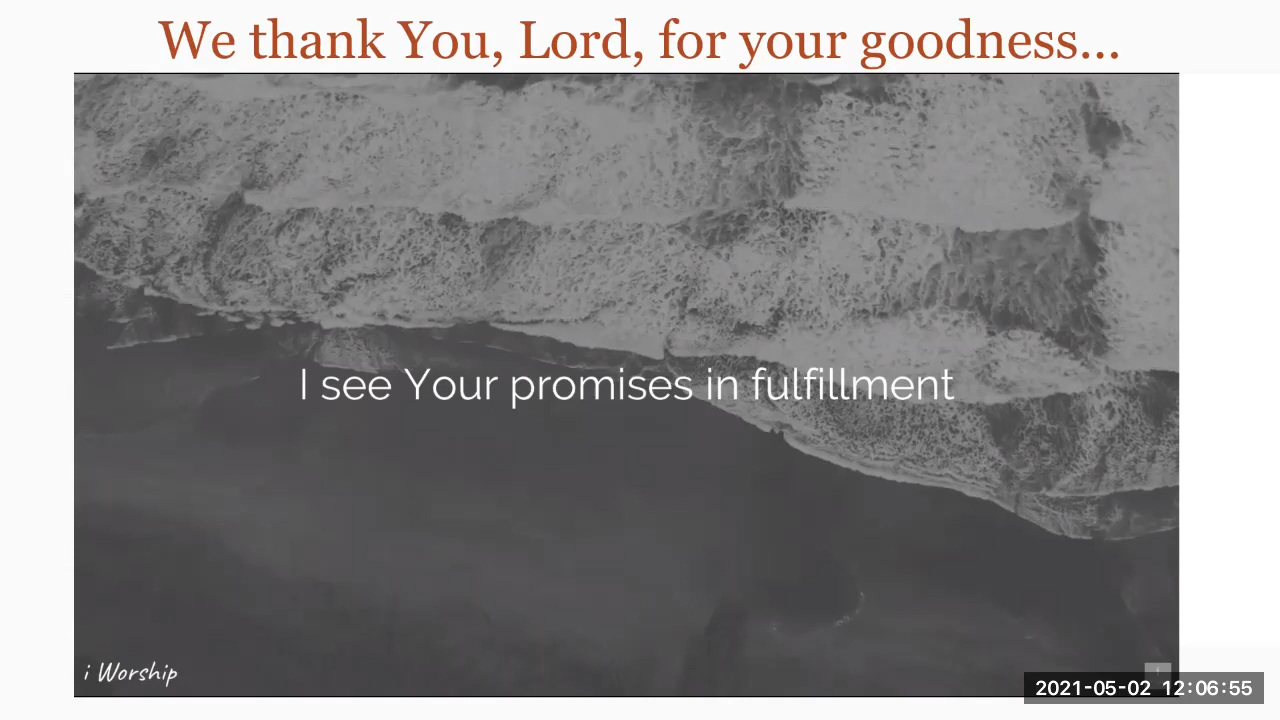 We thank You, Lord, for your goodness...
I see Your promises in fulfillment
i Worship
2021-05-02 12:06:55